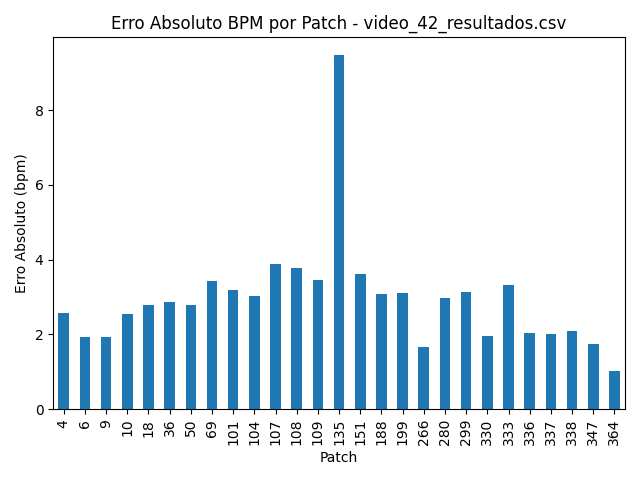 Erro Absoluto BPM por Patch - video_42_resultados.csv
Erro Absoluto (bpm)
8
6
4
2
0
4 6 9 10 18 36 50 69 101 104 107 108 109 135 151 188 199 266 280 299 330 333 336 337 338 347 364
Patch